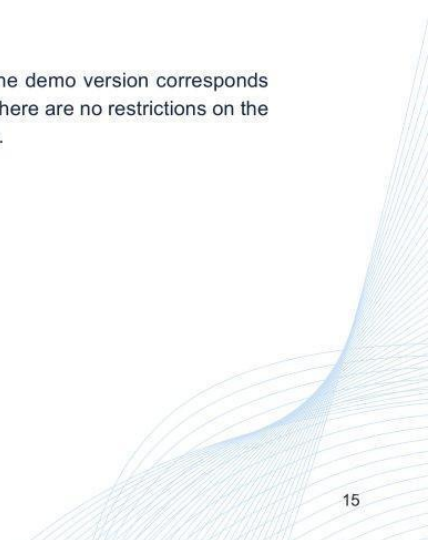 he demo version corresponds
here are no restrictions on the
.
15